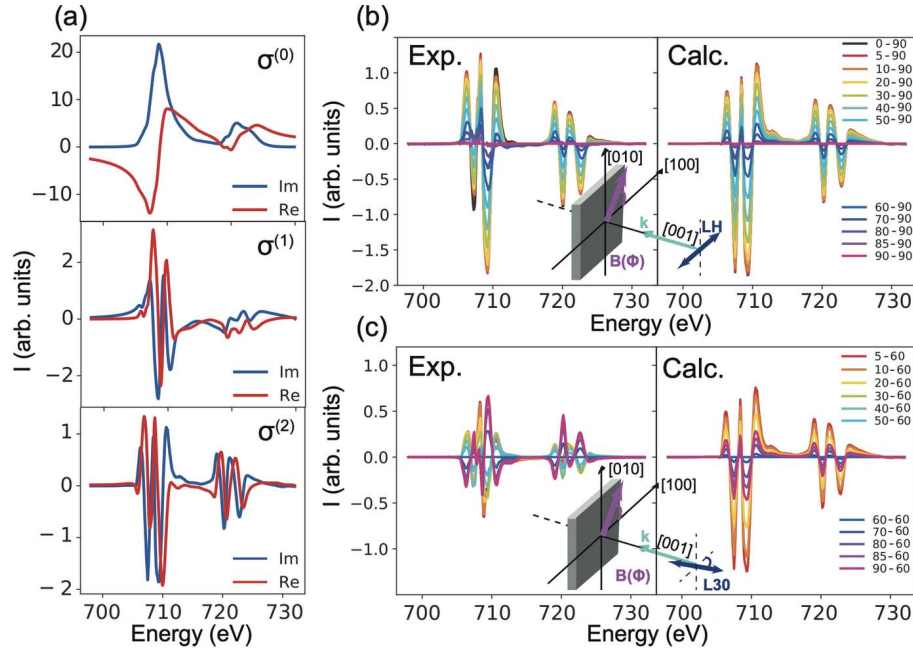 (a)
20
10
0
−10
σ(0)
Im
Re
2
0
−2
σ(1)
Im
Re
1
0
−1
−2
σ(2)
Im
Re
I (arb. units)
700 710 720 732
Energy (eV)
(b)
Exp.
Calc.
1.0
0.5
0.0
−0.5
−1.0
−1.5
−2.0
I (arb. units)
[010]
[100]
[001]
k
LH
B(Φ)
0-90
5-90
10-90
20-90
30-90
40-90
50-90
60-90
70-90
80-90
85-90
90-90
700 710 720 730 700 710 720 730
Energy (eV) Energy (eV)
(c)
Exp.
Calc.
1.0
0.5
0.0
−0.5
−1.0
I (arb. units)
[010]
[100]
[001]
k
L30
B(Φ)
5-60
10-60
20-60
30-60
40-60
50-60
60-60
70-60
80-60
85-60
90-60
700 710 720 730 700 710 720 730
Energy (eV) Energy (eV)